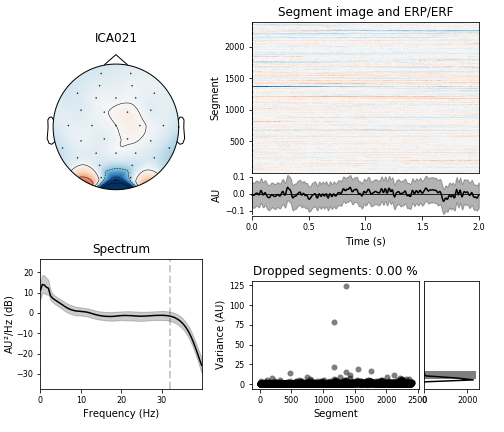 ICA021
Segment image and ERP/ERF
Segment
2000
1500
1000
500
AU
0.1
0.0
−0.1
0.0 0.5 1.0 1.5 2.0
Time (s)
Spectrum
AU²/Hz (dB)
20
10
0
−10
−20
−30
0 10 20 30
Frequency (Hz)
Dropped segments: 0.00 %
Variance (AU)
125
100
75
50
25
0
0 500 1000 1500 2000 2500
Segment
0 2000